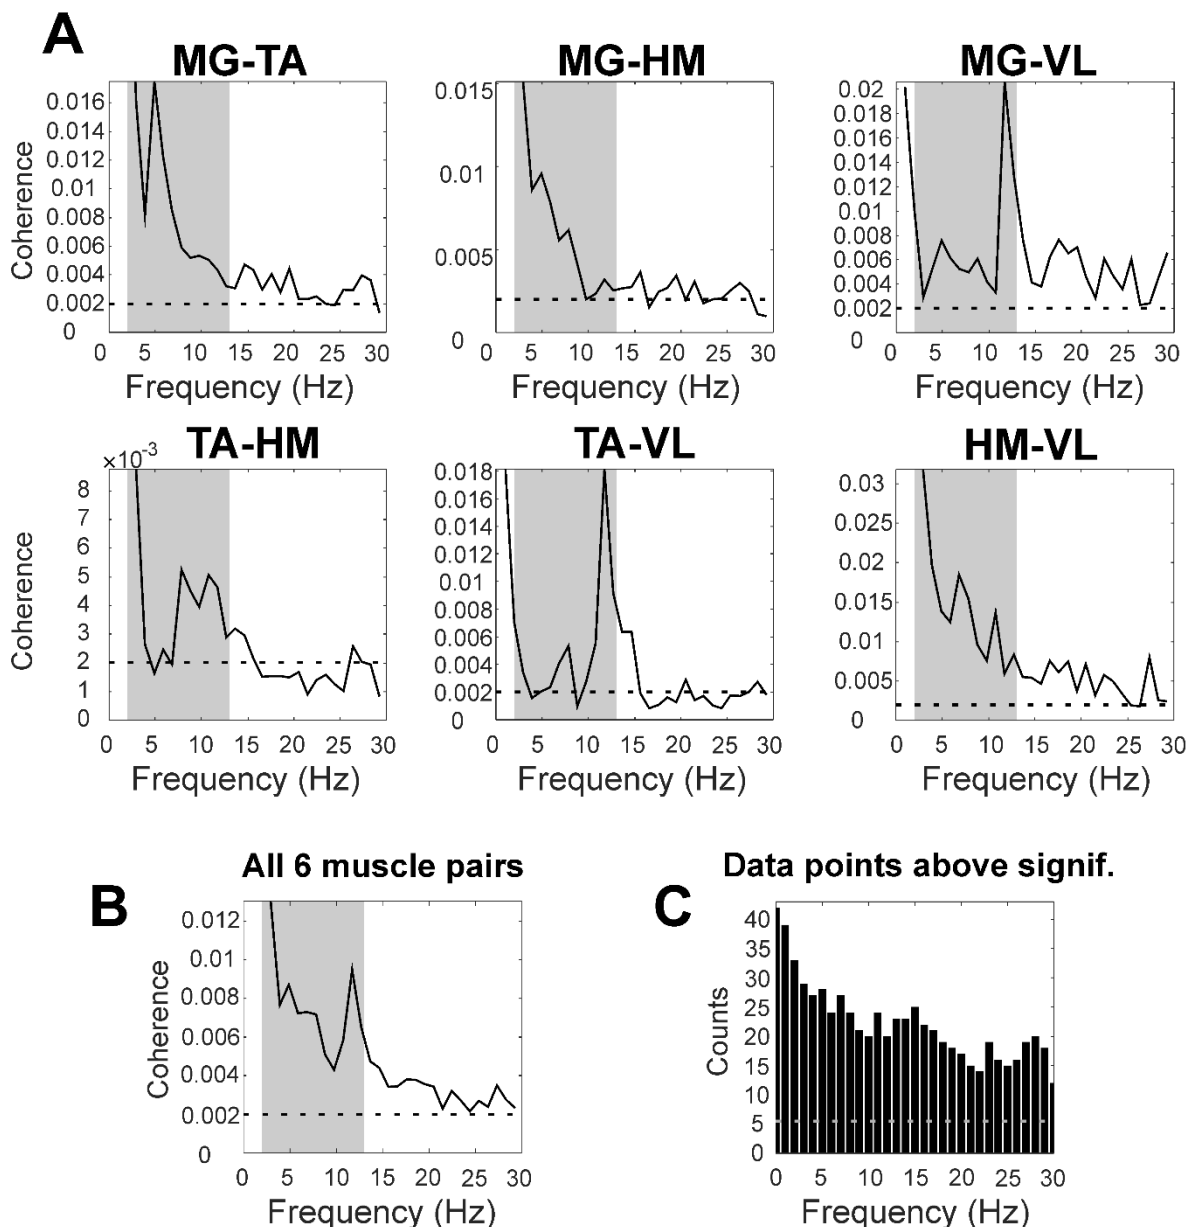 A
MG-TA
MG-HM
MG-VL
0.016
0.014
0.012
0.01
0.008
0.006
0.004
0.002
0
Coherence
0 5 10 15 20 25 30
Frequency (Hz)
0.015
0.01
0.005
0
0 5 10 15 20 25 30
Frequency (Hz)
0.02
0.018
0.016
0.014
0.012
0.01
0.008
0.006
0.004
0.002
0
0 5 10 15 20 25 30
Frequency (Hz)
TA-HM
TA-VL
HM-VL
×10-3
8
7
6
5
4
3
2
1
0
Coherence
0 5 10 15 20 25 30
Frequency (Hz)
0.018
0.016
0.014
0.012
0.01
0.008
0.006
0.004
0.002
0
0 5 10 15 20 25 30
Frequency (Hz)
0.03
0.025
0.02
0.015
0.01
0.005
0
0 5 10 15 20 25 30
Frequency (Hz)
B
All 6 muscle pairs
0.012
0.01
0.008
0.006
0.004
0.002
0
Coherence
0 5 10 15 20 25 30
Frequency (Hz)
C
Data points above signif.
40
35
30
25
20
15
10
5
0
Counts
0 5 10 15 20 25 30
Frequency (Hz)